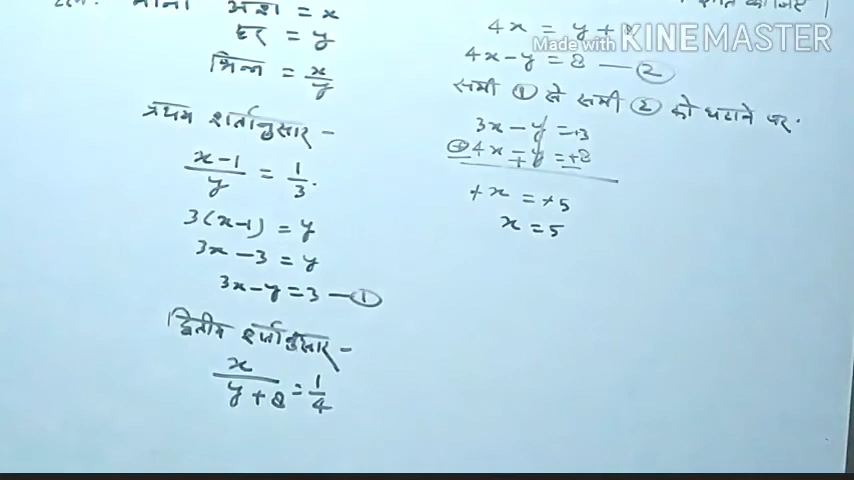 माना अंश = x
हर = y
भिन्न = x/y
प्रथम शर्तानुसार -
x-1/y = 1/3.
3(x-1) = y
3x-3 = y
3x-y=3 —①
द्वितीय शर्तानुसार -
x/y+8 = 1/4
4x = y+
4x-y = 8 —②
Made with KINEMASTER
समी ① से समी ② को घटाने पर.
3x-y=+3
4x-y=+8
+x = +5
x = 5